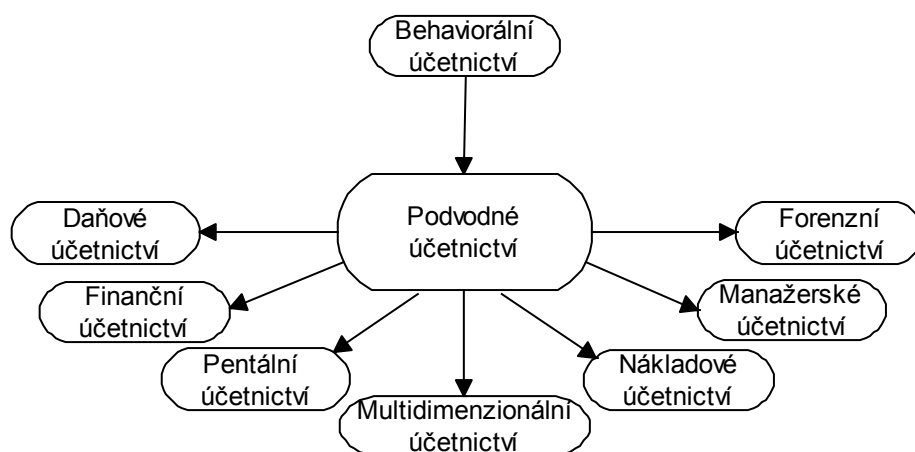 Behaviorální
účetnictví
Podvodné
účetnictví
Daňové
účetnictví
Forenzní
účetnictví
Finanční
účetnictví
Manažerské
účetnictví
Pentální
účetnictví
Nákladové
účetnictví
Multidimenzionální
účetnictví